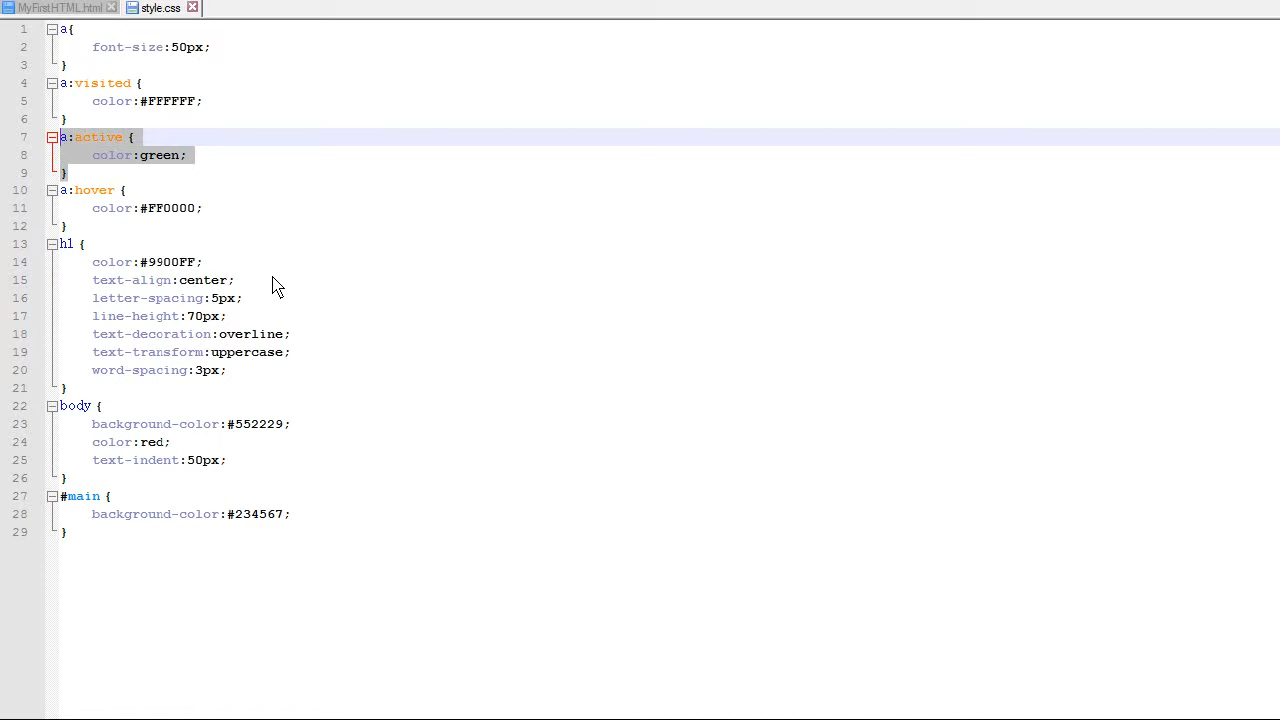 MyFirstHTML.html style.css
1 a{
2 font-size:50px;
3 }
4 a:visited {
5 color:#FFFFFF;
6 }
7 a:active {
8 color:green;
9 }
10 a:hover {
11 color:#FF0000;
12 }
13 h1 {
14 color:#9900FF;
15 text-align:center;
16 letter-spacing:5px;
17 line-height:70px;
18 text-decoration:overline;
19 text-transform:uppercase;
20 word-spacing:3px;
21 }
22 body {
23 background-color:#552229;
24 color:red;
25 text-indent:50px;
26 }
27 #main {
28 background-color:#234567;
29 }